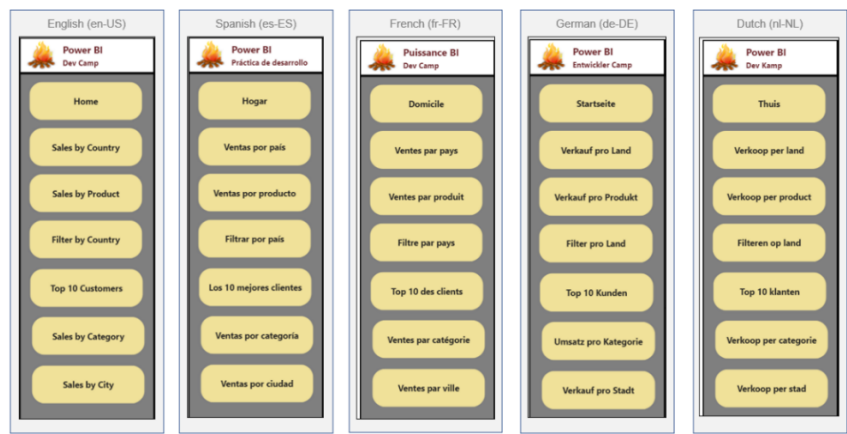 English (en-US)
Power BI
Dev Camp
Home
Sales by Country
Sales by Product
Filter by Country
Top 10 Customers
Sales by Category
Sales by City
Spanish (es-ES)
Power BI
Práctica de desarrollo
Hogar
Ventas por país
Ventas por producto
Filtrar por país
Los 10 mejores clientes
Ventas por categoría
Ventas por ciudad
French (fr-FR)
Puissance BI
Dev Camp
Domicile
Ventes par pays
Ventes par produit
Filtre par pays
Top 10 des clients
Ventes par catégorie
Ventes par ville
German (de-DE)
Power BI
Entwickler Camp
Startseite
Verkauf pro Land
Verkauf pro Produkt
Filter pro Land
Top 10 Kunden
Umsatz pro Kategorie
Verkauf pro Stadt
Dutch (nl-NL)
Power BI
Dev Kamp
Thuis
Verkoop per land
Verkoop per product
Filteren op land
Top 10 klanten
Verkoop per categorie
Verkoop per stad